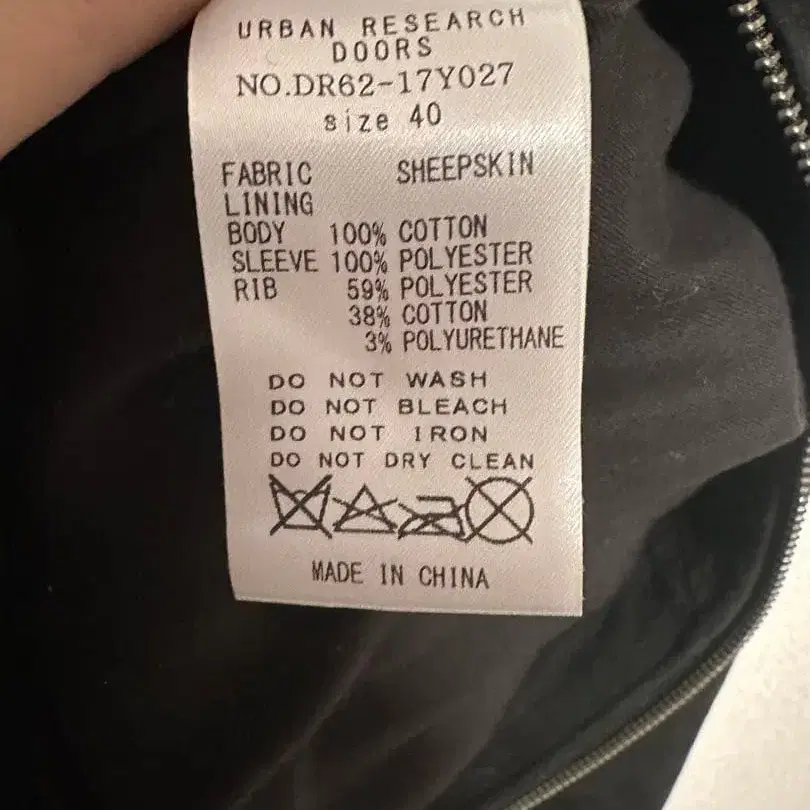 URBAN RESEARCH
DOORS
NO.DR62-17Y027
size 40
FABRIC SHEEPSKIN
LINING
BODY 100% COTTON
SLEEVE 100% POLYESTER
RIB 59% POLYESTER
38% COTTON
3% POLYURETHANE
DO NOT WASH
DO NOT BLEACH
DO NOT IRON
DO NOT DRY CLEAN
MADE IN CHINA